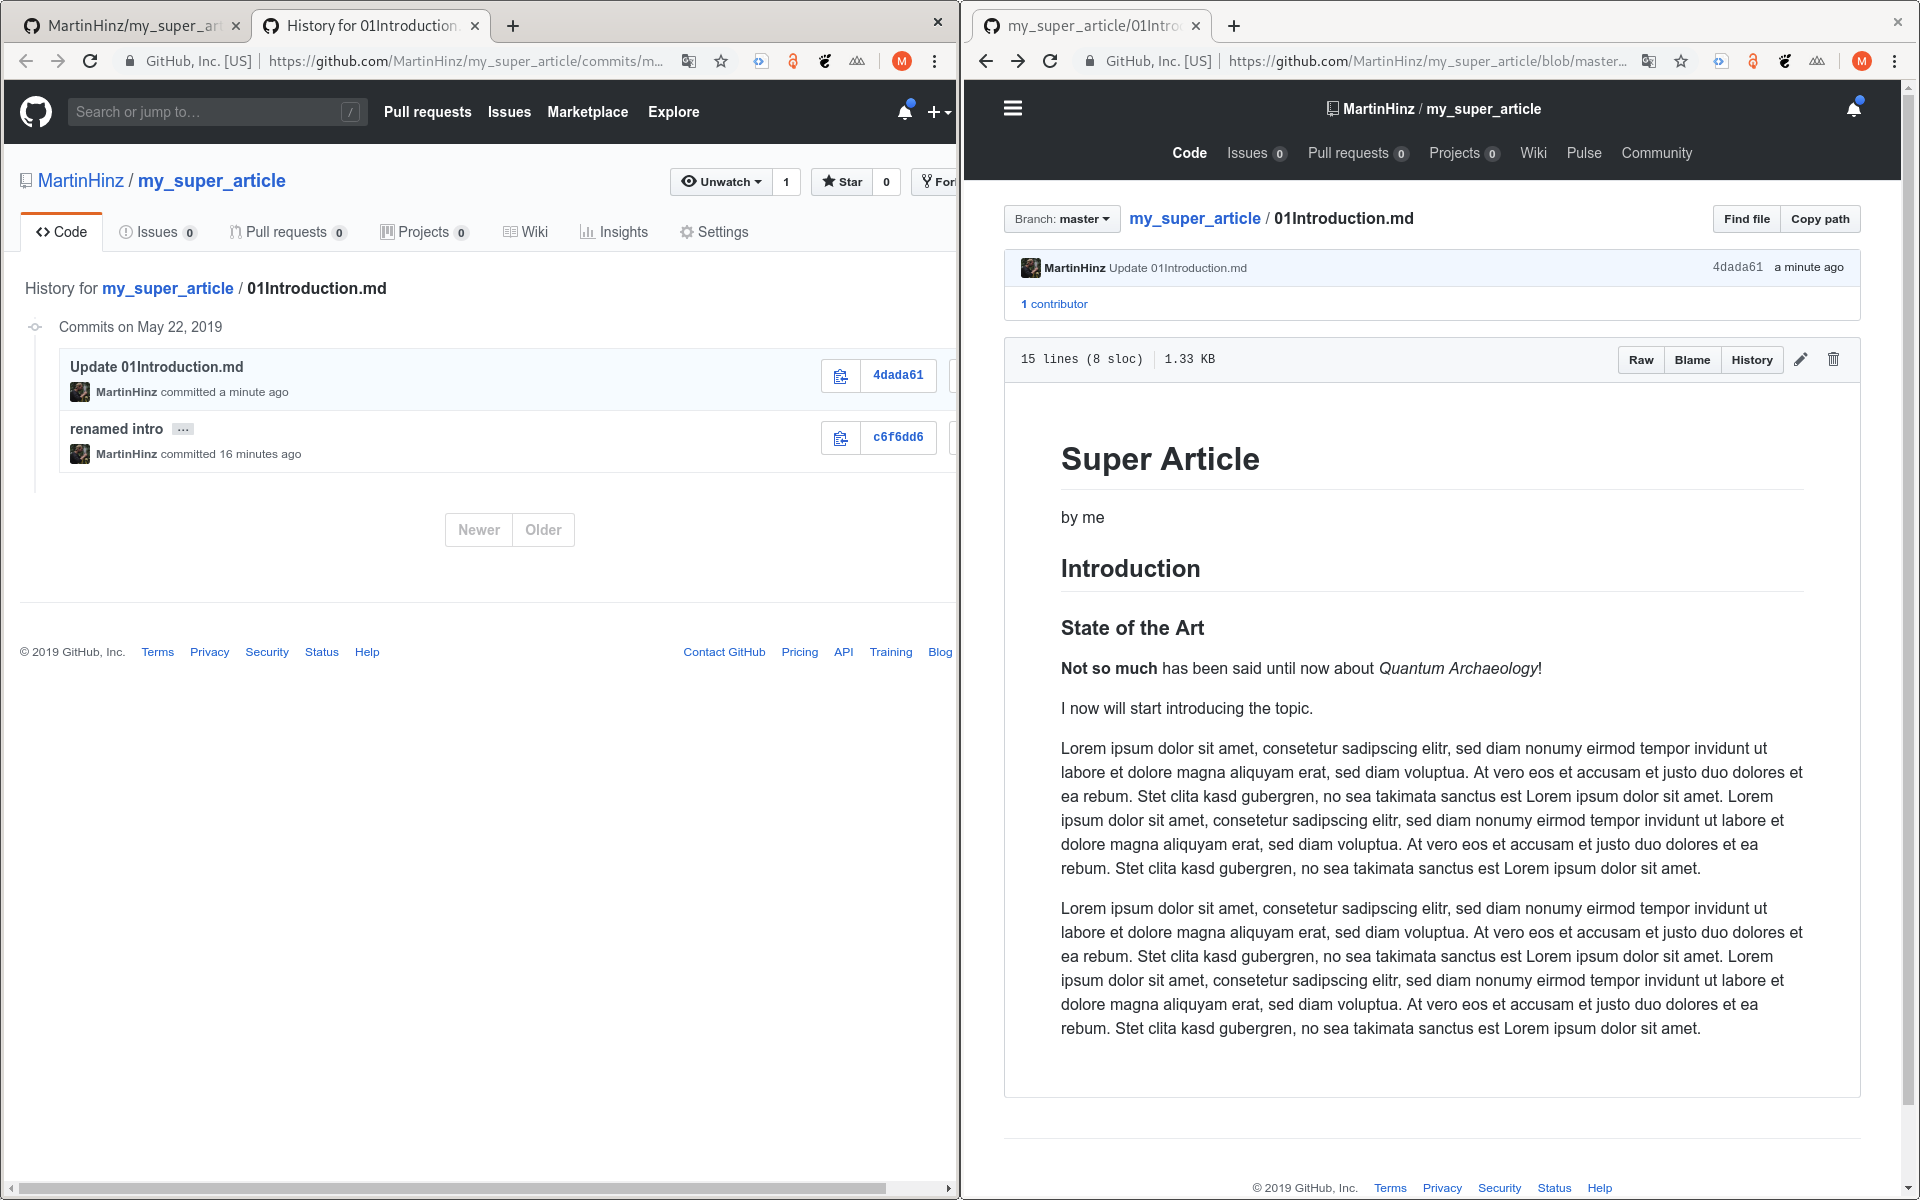 MartinHinz/my_super_art
History for 01Introduction.
GitHub, Inc. [US] https://github.com/MartinHinz/my_super_article/commits/m... M
Search or jump to… / Pull requests Issues Marketplace Explore
MartinHinz / my_super_article Unwatch 1 Star 0 For
Code Issues 0 Pull requests 0 Projects 0 Wiki Insights Settings
History for my_super_article / 01Introduction.md
Commits on May 22, 2019
Update 01Introduction.md
MartinHinz committed a minute ago 4dada61
renamed intro …
MartinHinz committed 16 minutes ago c6f6dd6
Newer Older
© 2019 GitHub, Inc. Terms Privacy Security Status Help Contact GitHub Pricing API Training Blog
my_super_article/01Intro
GitHub, Inc. [US] https://github.com/MartinHinz/my_super_article/blob/master... M
MartinHinz / my_super_article
Code Issues 0 Pull requests 0 Projects 0 Wiki Pulse Community
Branch: master my_super_article / 01Introduction.md Find file Copy path
MartinHinz Update 01Introduction.md 4dada61 a minute ago
1 contributor
15 lines (8 sloc) 1.33 KB Raw Blame History
Super Article
by me
Introduction
State of the Art
Not so much has been said until now about Quantum Archaeology!
I now will start introducing the topic.
Lorem ipsum dolor sit amet, consetetur sadipscing elitr, sed diam nonumy eirmod tempor invidunt ut
labore et dolore magna aliquyam erat, sed diam voluptua. At vero eos et accusam et justo duo dolores et
ea rebum. Stet clita kasd gubergren, no sea takimata sanctus est Lorem ipsum dolor sit amet. Lorem
ipsum dolor sit amet, consetetur sadipscing elitr, sed diam nonumy eirmod tempor invidunt ut labore et
dolore magna aliquyam erat, sed diam voluptua. At vero eos et accusam et justo duo dolores et ea
rebum. Stet clita kasd gubergren, no sea takimata sanctus est Lorem ipsum dolor sit amet.
Lorem ipsum dolor sit amet, consetetur sadipscing elitr, sed diam nonumy eirmod tempor invidunt ut
labore et dolore magna aliquyam erat, sed diam voluptua. At vero eos et accusam et justo duo dolores et
ea rebum. Stet clita kasd gubergren, no sea takimata sanctus est Lorem ipsum dolor sit amet. Lorem
ipsum dolor sit amet, consetetur sadipscing elitr, sed diam nonumy eirmod tempor invidunt ut labore et
dolore magna aliquyam erat, sed diam voluptua. At vero eos et accusam et justo duo dolores et ea
rebum. Stet clita kasd gubergren, no sea takimata sanctus est Lorem ipsum dolor sit amet.
© 2019 GitHub, Inc. Terms Privacy Security Status Help